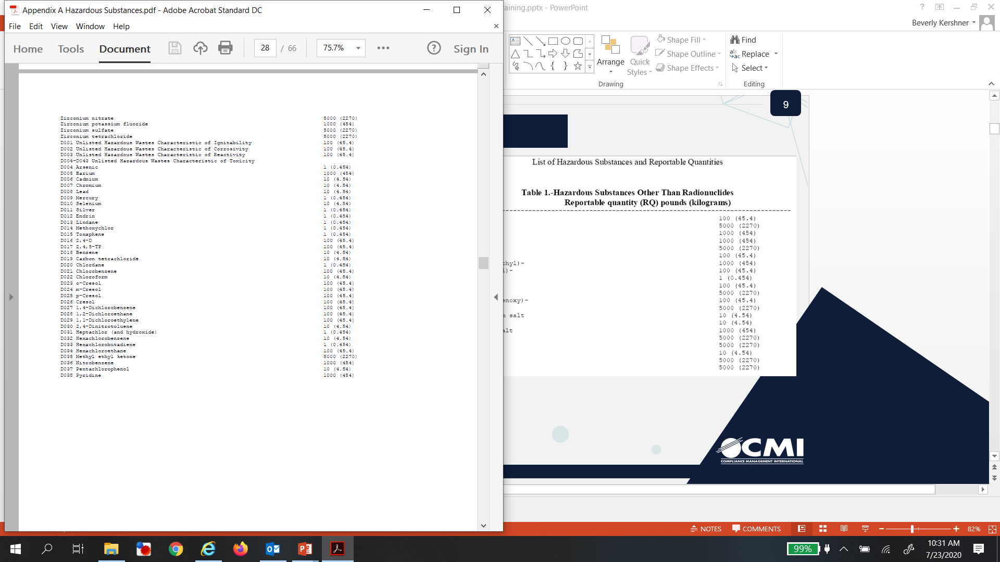 Appendix A Hazardous Substances.pdf - Adobe Acrobat Standard DC
File Edit View Window Help
Home Tools Document 28 / 66 75.7% Sign In
Zirconium nitrate 5000 (2270)
Zirconium potassium fluoride 1000 (454)
Zirconium sulfate 5000 (2270)
Zirconium tetrachloride 5000 (2270)
D001 Unlisted Hazardous Wastes Characteristic of Ignitability 100 (45.4)
D002 Unlisted Hazardous Wastes Characteristic of Corrosivity 100 (45.4)
D003 Unlisted Hazardous Wastes Characteristic of Reactivity 100 (45.4)
D004-D043 Unlisted Hazardous Wastes Characteristic of Toxicity
D004 Arsenic 1 (0.454)
D005 Barium 1000 (454)
D006 Cadmium 10 (4.54)
D007 Chromium 10 (4.54)
D008 Lead 10 (4.54)
D009 Mercury 1 (0.454)
D010 Selenium 10 (4.54)
D011 Silver 1 (0.454)
D012 Endrin 1 (0.454)
D013 Lindane 1 (0.454)
D014 Methoxychlor 1 (0.454)
D015 Toxaphene 1 (0.454)
D016 2,4-D 100 (45.4)
D017 2,4,5-TP 100 (45.4)
D018 Benzene 10 (4.54)
D019 Carbon tetrachloride 10 (4.54)
D020 Chlordane 1 (0.454)
D021 Chlorobenzene 100 (45.4)
D022 Chloroform 10 (4.54)
D023 o-Cresol 100 (45.4)
D024 m-Cresol 100 (45.4)
D025 p-Cresol 100 (45.4)
D026 Cresol 100 (45.4)
D027 1,4-Dichlorobenzene 100 (45.4)
D028 1,2-Dichloroethane 100 (45.4)
D029 1,1-Dichloroethylene 100 (45.4)
D030 2,4-Dinitrotoluene 10 (4.54)
D031 Heptachlor (and hydroxide) 1 (0.454)
D032 Hexachlorobenzene 10 (4.54)
D033 Hexachlorobutadiene 1 (0.454)
D034 Hexachloroethane 100 (45.4)
D035 Methyl ethyl ketone 5000 (2270)
D036 Nitrobenzene 1000 (454)
D037 Pentachlorophenol 10 (4.54)
D038 Pyridine 1000 (454)
aining.pptx - PowerPoint
Beverly Kershner
Arrange
Quick Styles
Shape Fill
Shape Outline
Shape Effects
Drawing
Find
Replace
Select
Editing
9
List of Hazardous Substances and Reportable Quantities
Table 1.-Hazardous Substances Other Than Radionuclides
Reportable quantity (RQ) pounds (kilograms)
100 (45.4)
5000 (2270)
1000 (454)
1000 (454)
5000 (2270)
100 (45.4)
thyl)- 1000 (454)
l)- 100 (45.4)
1 (0.454)
100 (45.4)
5000 (2270)
enoxy)- 100 (45.4)
5000 (2270)
m salt 10 (4.54)
10 (4.54)
alt 1000 (454)
5000 (2270)
5000 (2270)
10 (4.54)
5000 (2270)
5000 (2270)
CMI
COMPLIANCE MANAGEMENT INTERNATIONAL
NOTES COMMENTS 82%
99%
10:31 AM
7/23/2020